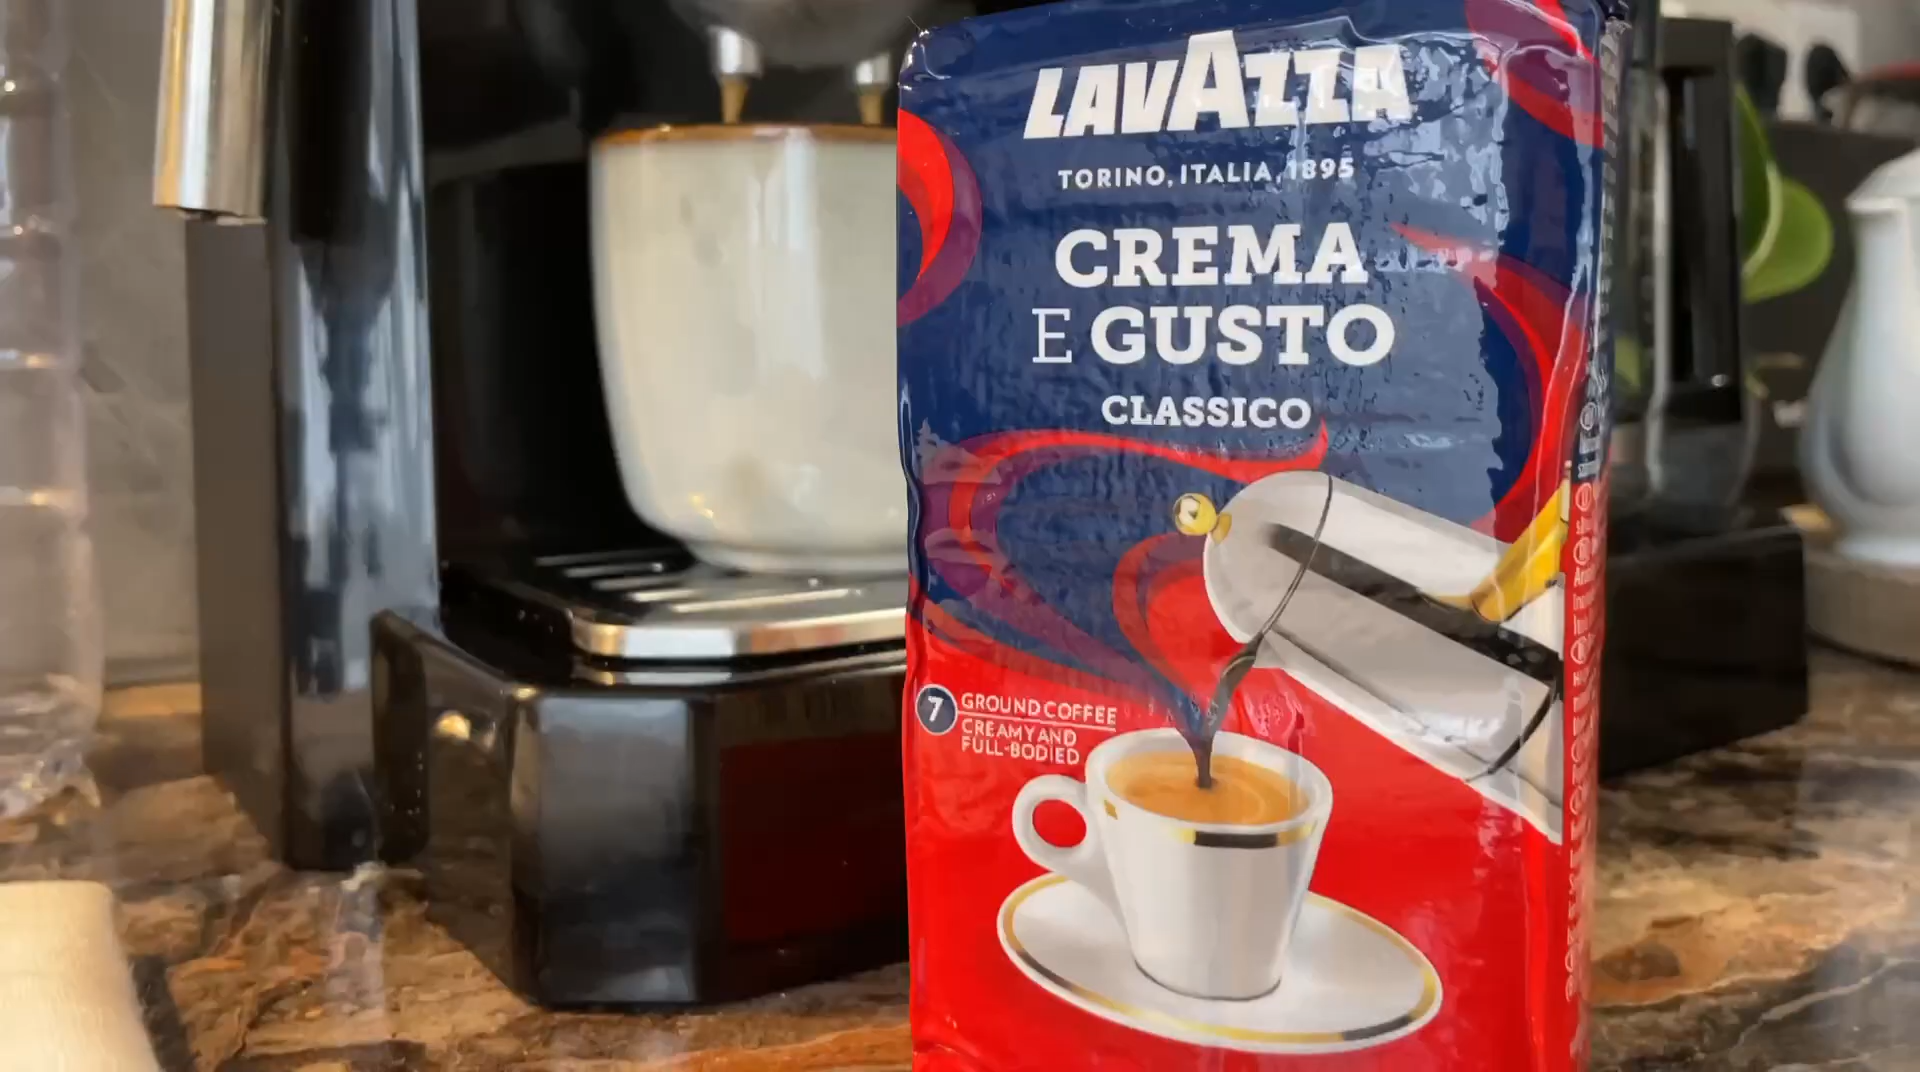 LAVAZZA
TORINO, ITALIA, 1895
CREMA
E GUSTO
CLASSICO
7
GROUND COFFEE
CREAMY AND
FULL-BODIED